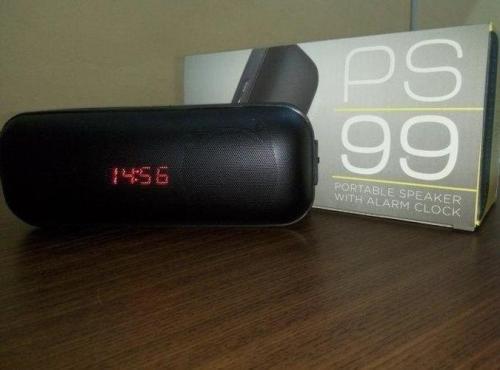 14:56
PS
99
PORTABLE SPEAKER
WITH ALARM CLOCK